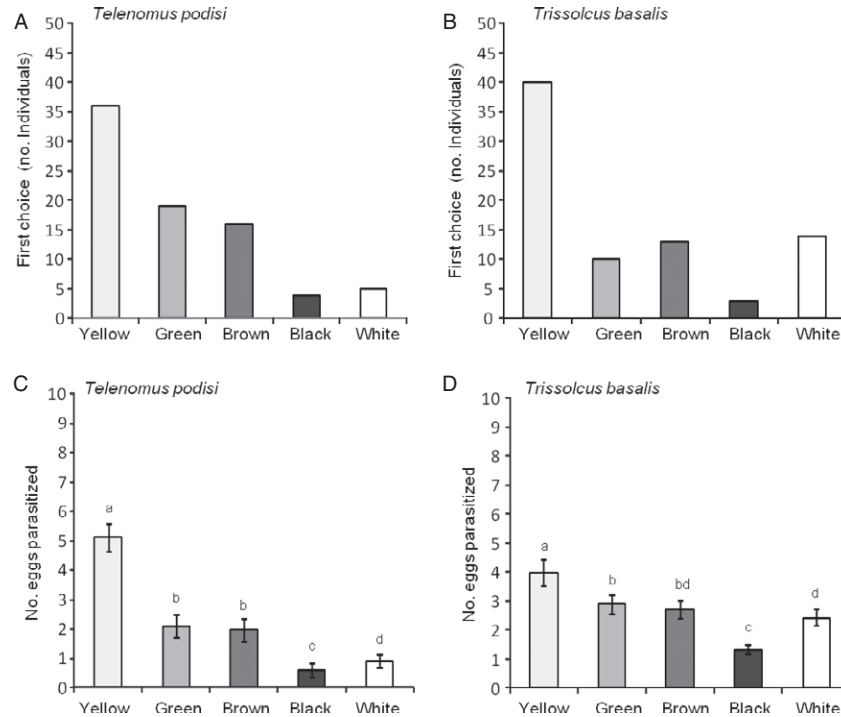 A
Telenomus podisi
First choice (no. Individuals)
50
45
40
35
30
25
20
15
10
5
0
Yellow Green Brown Black White
B
Trissolcus basalis
First choice (no. Individuals)
50
45
40
35
30
25
20
15
10
5
0
Yellow Green Brown Black White
C
Telenomus podisi
No. eggs parasitized
10
9
8
7
6
5
4
3
2
1
0
a
b
b
c
d
Yellow Green Brown Black White
D
Trissolcus basalis
No. eggs parasitized
10
9
8
7
6
5
4
3
2
1
0
a
b
bd
c
d
Yellow Green Brown Black White